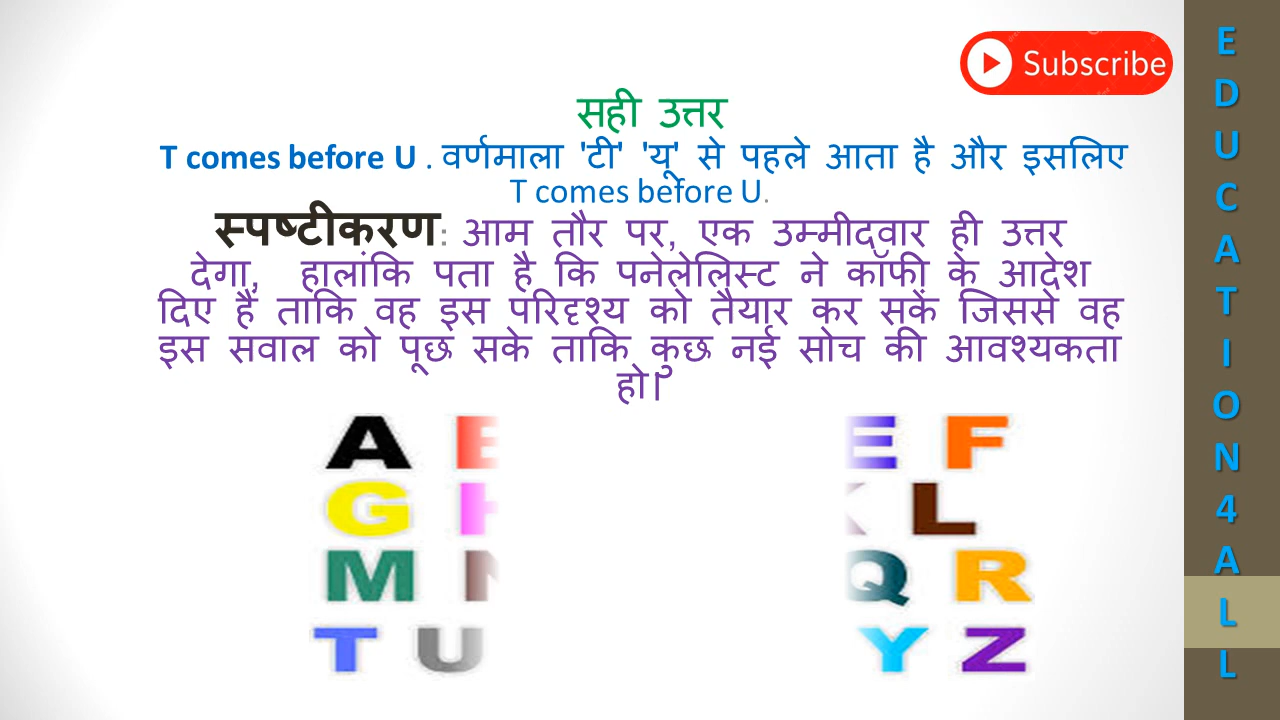 Subscribe
सही उत्तर
T comes before U . वर्णमाला 'टी' 'यू' से पहले आता है और इसलिए
T comes before U.
स्पष्टीकरण: आम तौर पर, एक उम्मीदवार ही उत्तर
देगा, हालांकि पता है कि पनेलेलिस्ट ने कॉफी के आदेश
दिए हैं ताकि वह इस परिदृश्य को तैयार कर सकें जिससे वह
इस सवाल को पूछ सके ताकि कुछ नई सोच की आवश्यकता
हो।
A E E F
G H K L
M N Q R
T U Y Z
E
D
U
C
A
T
I
O
N
4
A
L
L